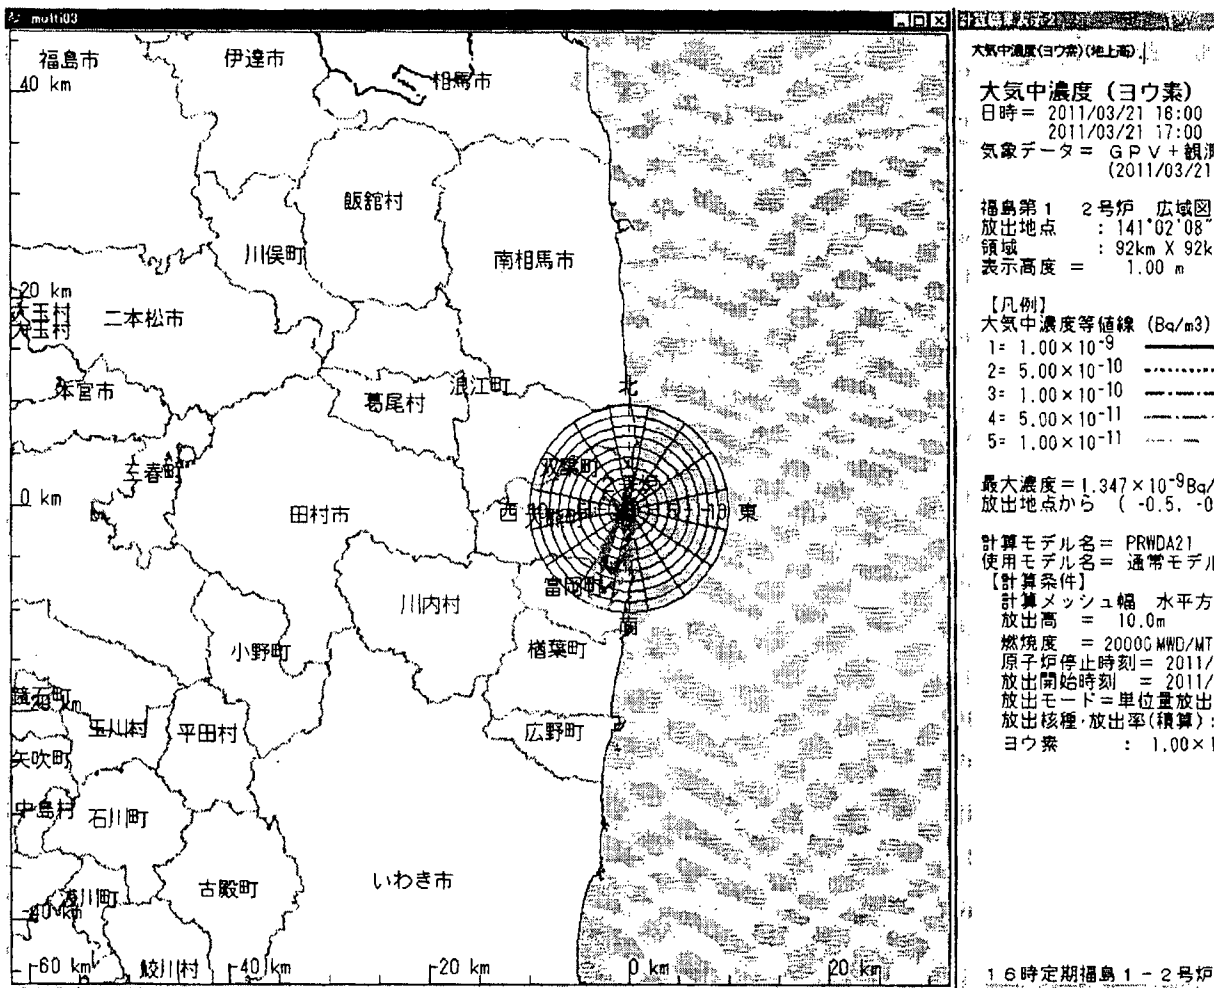 multi03
福島市
伊達市
相馬市
40 km
飯舘村
川俣町
南相馬市
20 km
大玉村
大玉村
二本松市
本宮市
浪江町
葛尾村
北
三春町
双葉町
0 km
田村市
西
東
富岡町
川内村
南
小野町
楢葉町
鏡石町
玉川村
平田村
広野町
矢吹町
中島村
石川町
浅川町
古殿町
いわき市
-40 km
鮫川村
-60 km
-40 km
-20 km
0 km
20 km
大気中濃度(ヨウ素)(地上高)
大気中濃度(ヨウ素)
日時= 2011/03/21 16:00
2011/03/21 17:00
気象データ= GPV+観測
(2011/03/21
福島第1 2号炉 広域図
放出地点 : 141°02'08"
領域 : 92km X 92k
表示高度 = 1.00 m
【凡例】
大気中濃度等値線 (Bq/m3)
1= 1.00×10-9
2= 5.00×10-10
3= 1.00×10-10
4= 5.00×10-11
5= 1.00×10-11
最大濃度=1.347×10-9Bq/
放出地点から ( -0.5, -0
計算モデル名= PRWDA21
使用モデル名= 通常モデル
【計算条件】
計算メッシュ幅 水平方
放出高 = 10.0m
燃焼度 = 20000MWD/MT
原子炉停止時刻= 2011/
放出開始時刻 = 2011/
放出モード=単位量放出
放出核種・放出率(積算):
ヨウ素 : 1.00×1
16時定期福島1-2号炉